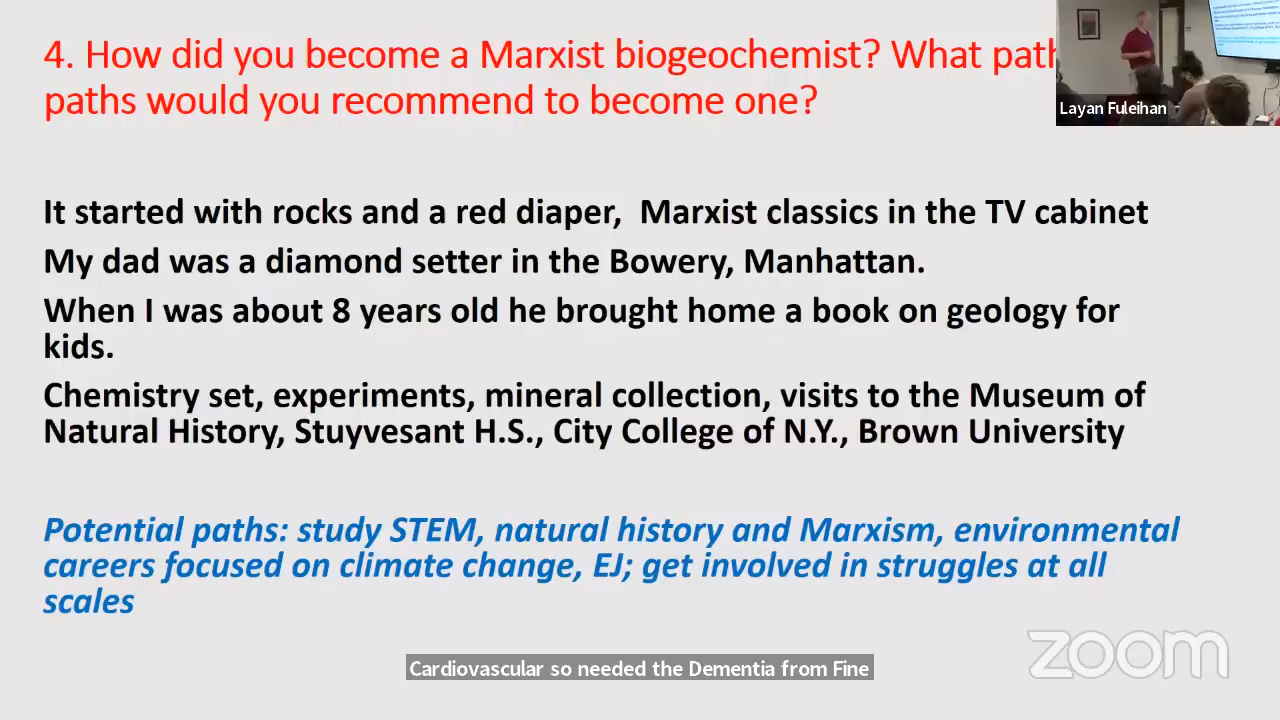 4. How did you become a Marxist biogeochemist? What
paths would you recommend to become one?
Layan Fuleihan
It started with rocks and a red diaper, Marxist classics in the TV cabinet
My dad was a diamond setter in the Bowery, Manhattan.
When I was about 8 years old he brought home a book on geology for
kids.
Chemistry set, experiments, mineral collection, visits to the Museum of
Natural History, Stuyvesant H.S., City College of N.Y., Brown University
Potential paths: study STEM, natural history and Marxism, environmental
careers focused on climate change, EJ; get involved in struggles at all
scales
Cardiovascular so needed the Dementia from Fine
zoom